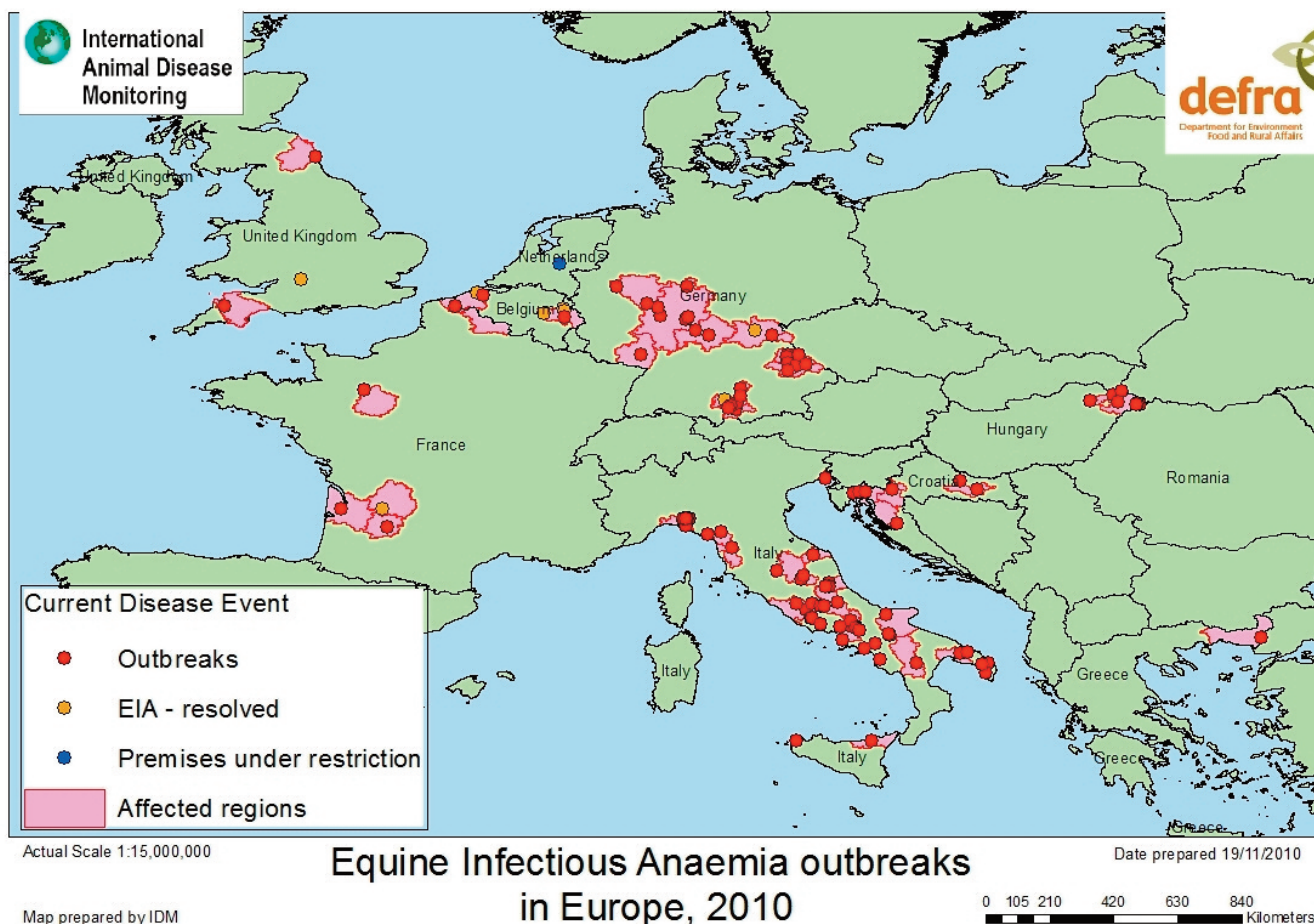 International
Animal Disease
Monitoring
defra
Department for Environment
Food and Rural Affairs
United Kingdom
United Kingdom
Netherlands
Belgium
Germany
France
Hungary
Croatia
Romania
Italy
Italy
Italy
Greece
Greece
Greece
Current Disease Event
Outbreaks
EIA - resolved
Premises under restriction
Affected regions
Actual Scale 1:15,000,000
Equine Infectious Anaemia outbreaks
in Europe, 2010
Date prepared 19/11/2010
Map prepared by IDM
0 105 210 420 630 840
Kilometers